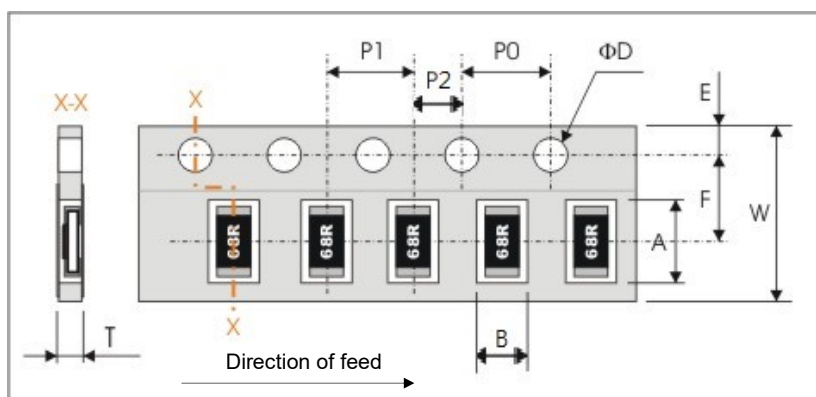 P1
P0
ΦD
P2
E
X-X
X
F
W
A
68R
68R
68R
68R
68R
X
T
B
Direction of feed